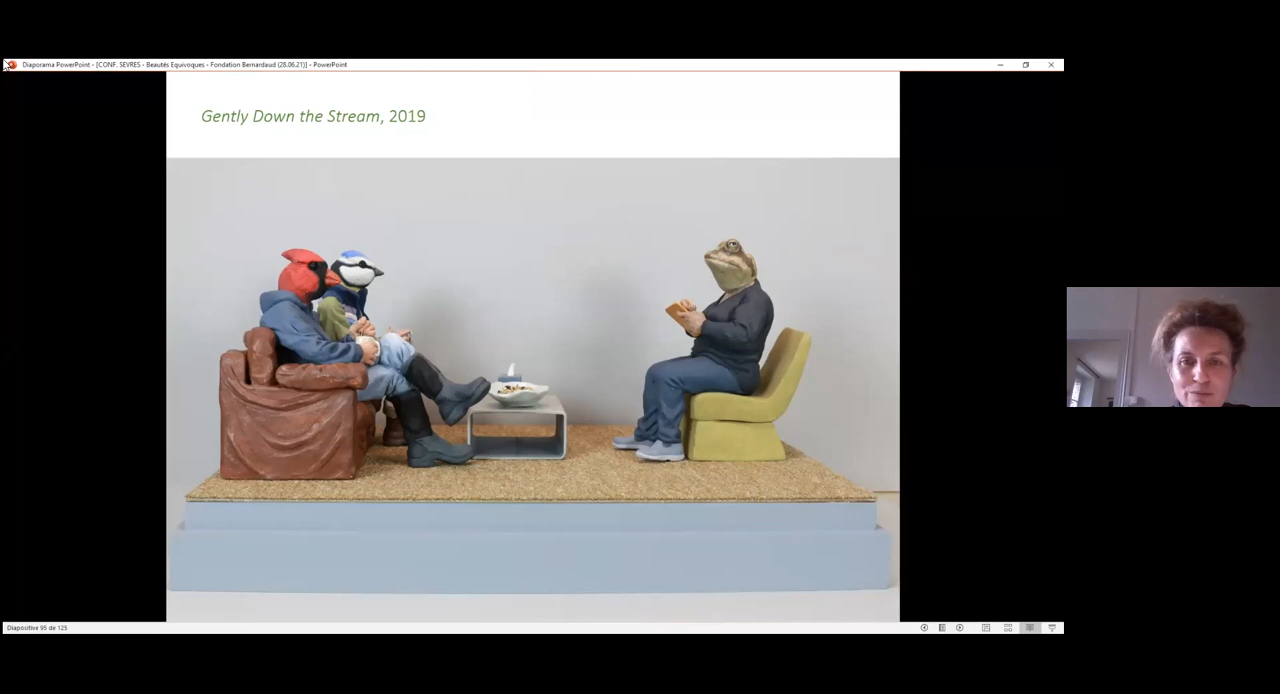 Diaporama PowerPoint - [CONF. SEVRES - Beautés Equivoques - Fondation Bernardaud (28.06.21)] - PowerPoint
Gently Down the Stream, 2019
Diapositive 95 de 125